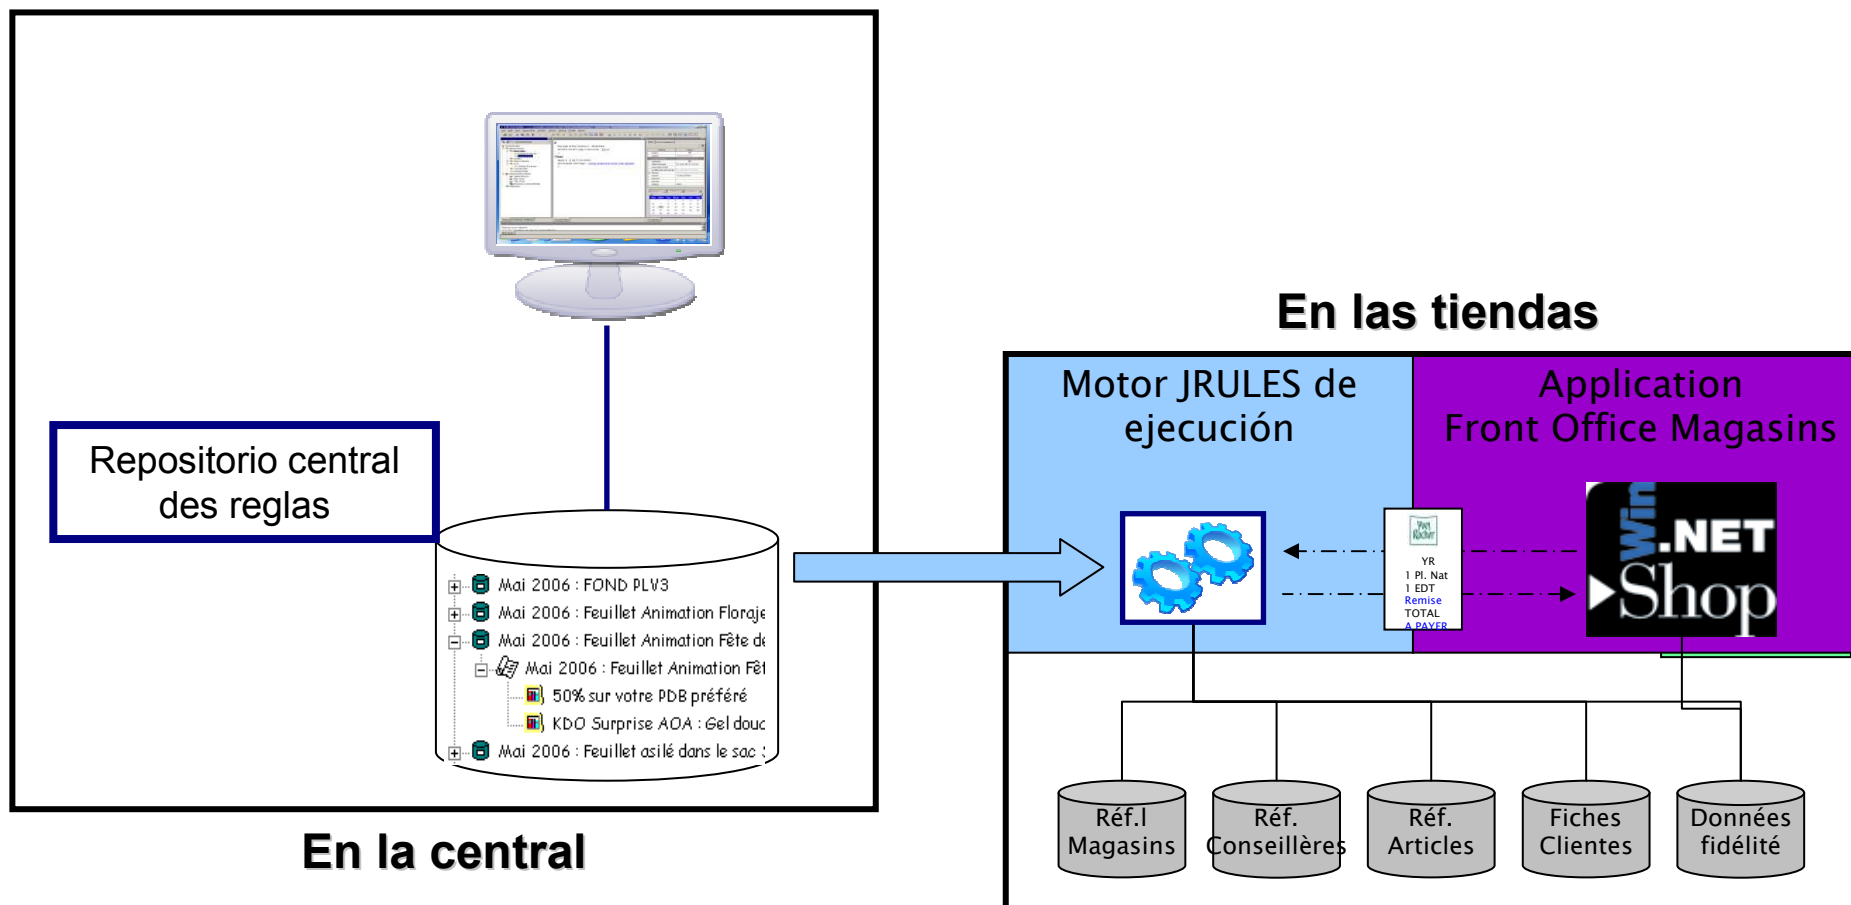 Repositorio central
des reglas
Mai 2006 : FOND PLV3
Mai 2006 : Feuillet Animation Floraje
Mai 2006 : Feuillet Animation Fête de
Mai 2006 : Feuillet Animation Fêt
50% sur votre PDB préféré
KDO Surprise AOA : Gel douc
Mai 2006 : Feuillet asilé dans le sac
En la central
En las tiendas
Motor JRULES de
ejecución
Application
Front Office Magasins
Yves
Rocher
YR
1 Pl. Nat
1 EDT
Remise
TOTAL
A PAYER
Win
.NET
Shop
Réf.l
Magasins
Réf.
Conseillères
Réf.
Articles
Fiches
Clientes
Données
fidélité